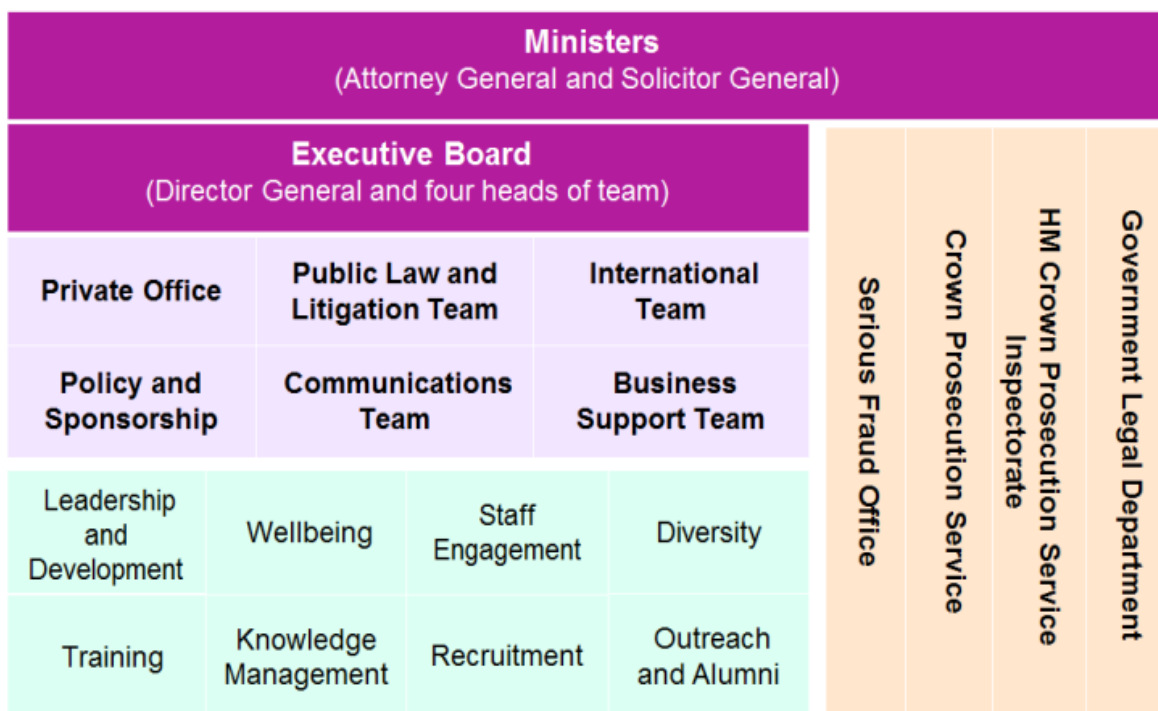 Ministers
(Attorney General and Solicitor General)
Executive Board
(Director General and four heads of team)
Private Office
Public Law and
Litigation Team
International
Team
Policy and
Sponsorship
Communications
Team
Business
Support Team
Leadership
and
Development
Wellbeing
Staff
Engagement
Diversity
Training
Knowledge
Management
Recruitment
Outreach
and Alumni
Serious Fraud Office
Crown Prosecution Service
HM Crown Prosecution Service
Inspectorate
Government Legal Department